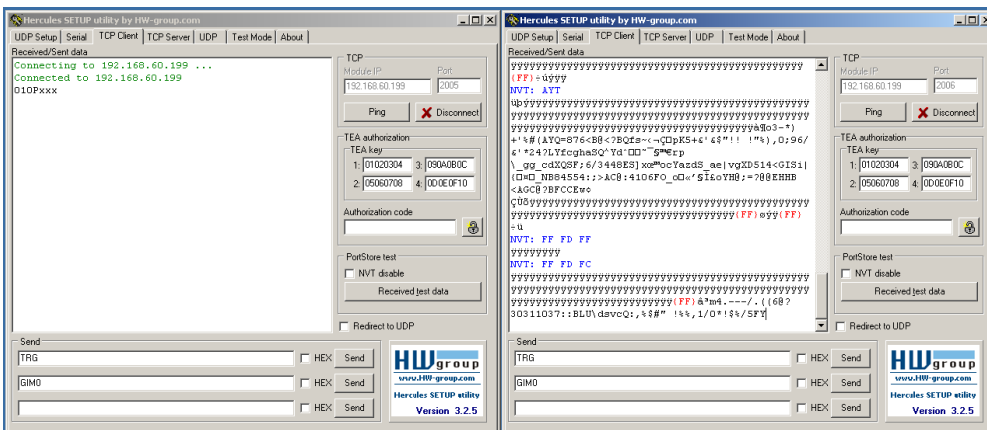 Hercules SETUP utility by HW-group.com
UDP Setup Serial TCP Client TCP Server UDP Test Mode About
Received/Sent data
Connecting to 192.168.60.199 ...
Connected to 192.168.60.199
010Pxxx
TCP
Module IP Port
192.168.60.199 2005
Ping Disconnect
TEA authorization
TEA key
1: 01020304 3: 090A0B0C
2: 05060708 4: 0D0E0F10
Authorization code
PortStore test
NVT disable
Received test data
Redirect to UDP
Send
TRG HEX Send
GIM0 HEX Send
HEX Send
HWgroup
www.HW-group.com
Hercules SETUP utility
Version 3.2.5
Hercules SETUP utility by HW-group.com
UDP Setup Serial TCP Client TCP Server UDP Test Mode About
Received/Sent data
NVT: AYT
NVT: FF FD FF
NVT: FF FD FC
TCP
Module IP Port
192.168.60.199 2006
Ping Disconnect
TEA authorization
TEA key
1: 01020304 3: 090A0B0C
2: 05060708 4: 0D0E0F10
Authorization code
PortStore test
NVT disable
Received test data
Redirect to UDP
Send
TRG HEX Send
GIM0 HEX Send
HEX Send
HWgroup
www.HW-group.com
Hercules SETUP utility
Version 3.2.5